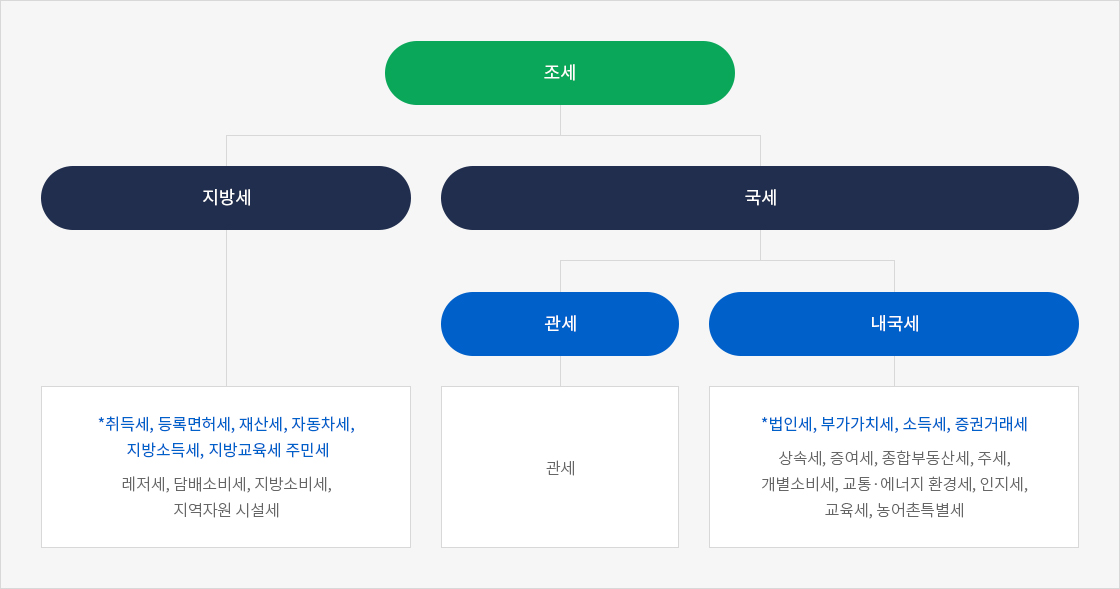 조세
지방세
국세
관세
내국세
*취득세, 등록면허세, 재산세, 자동차세,
지방소득세, 지방교육세 주민세
레저세, 담배소비세, 지방소비세,
지역자원 시설세
관세
*법인세, 부가가치세, 소득세, 증권거래세
상속세, 증여세, 종합부동산세, 주세,
개별소비세, 교통·에너지 환경세, 인지세,
교육세, 농어촌특별세